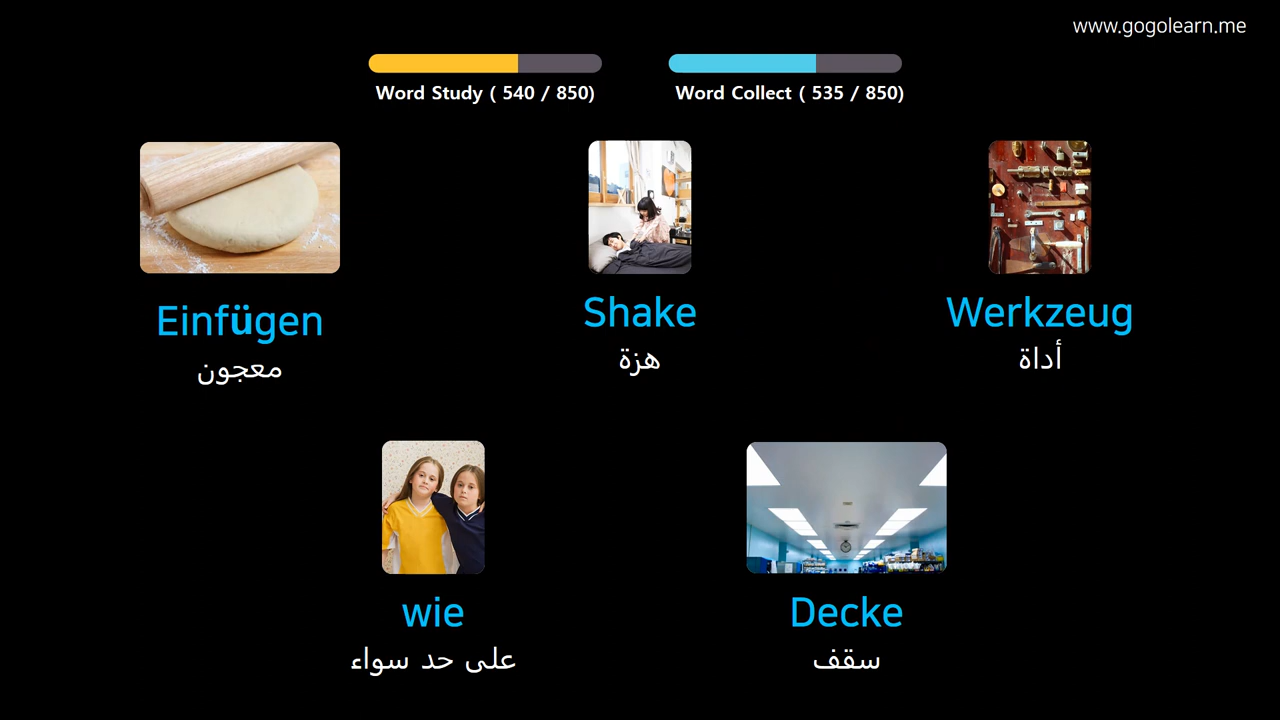 www.gogolearn.me
Word Study ( 540 / 850)
Word Collect ( 535 / 850)
Einfügen
معجون
Shake
هزة
Werkzeug
أداة
wie
على حد سواء
Decke
سقف